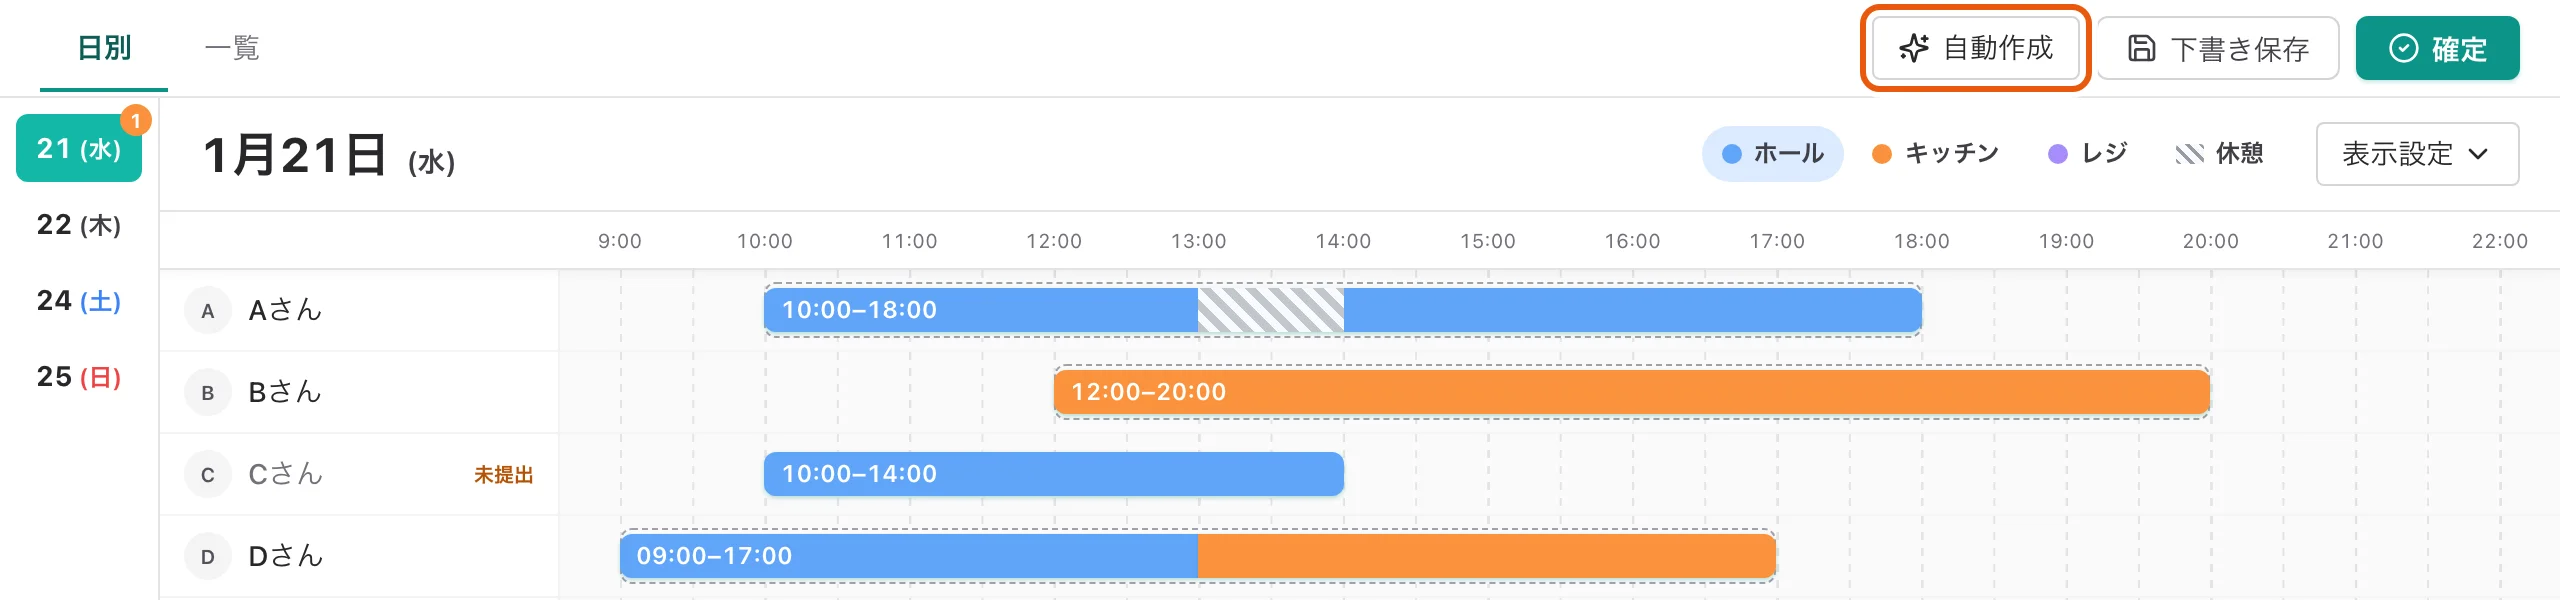 日別 一覧 自動作成 下書き保存 確定
1
21 (水)
22 (木)
24 (土)
25 (日)
1月21日 (水) ホール キッチン レジ 休憩 表示設定
9:00 10:00 11:00 12:00 13:00 14:00 15:00 16:00 17:00 18:00 19:00 20:00 21:00 22:00
A Aさん 10:00–18:00
B Bさん 12:00–20:00
C Cさん 未提出 10:00–14:00
D Dさん 09:00–17:00